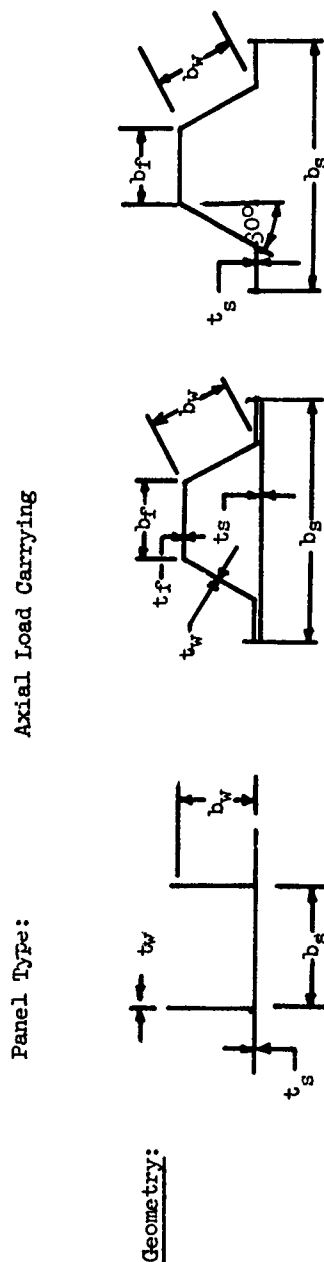 Panel Type: Axial Load Carrying
Geometry:
t_w
b_w
t_s
b_s
t_f
b_f
b_w
t_w
t_s
b_s
b_f
b_w
t_s
60°
b_s